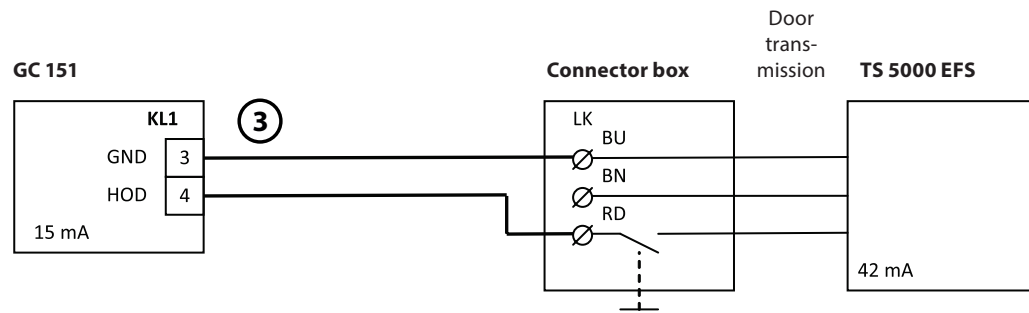 Door
trans-
mission
GC 151
Connector box
TS 5000 EFS
KL1
3
LK
BU
GND 3
BN
HOD 4
RD
15 mA
42 mA